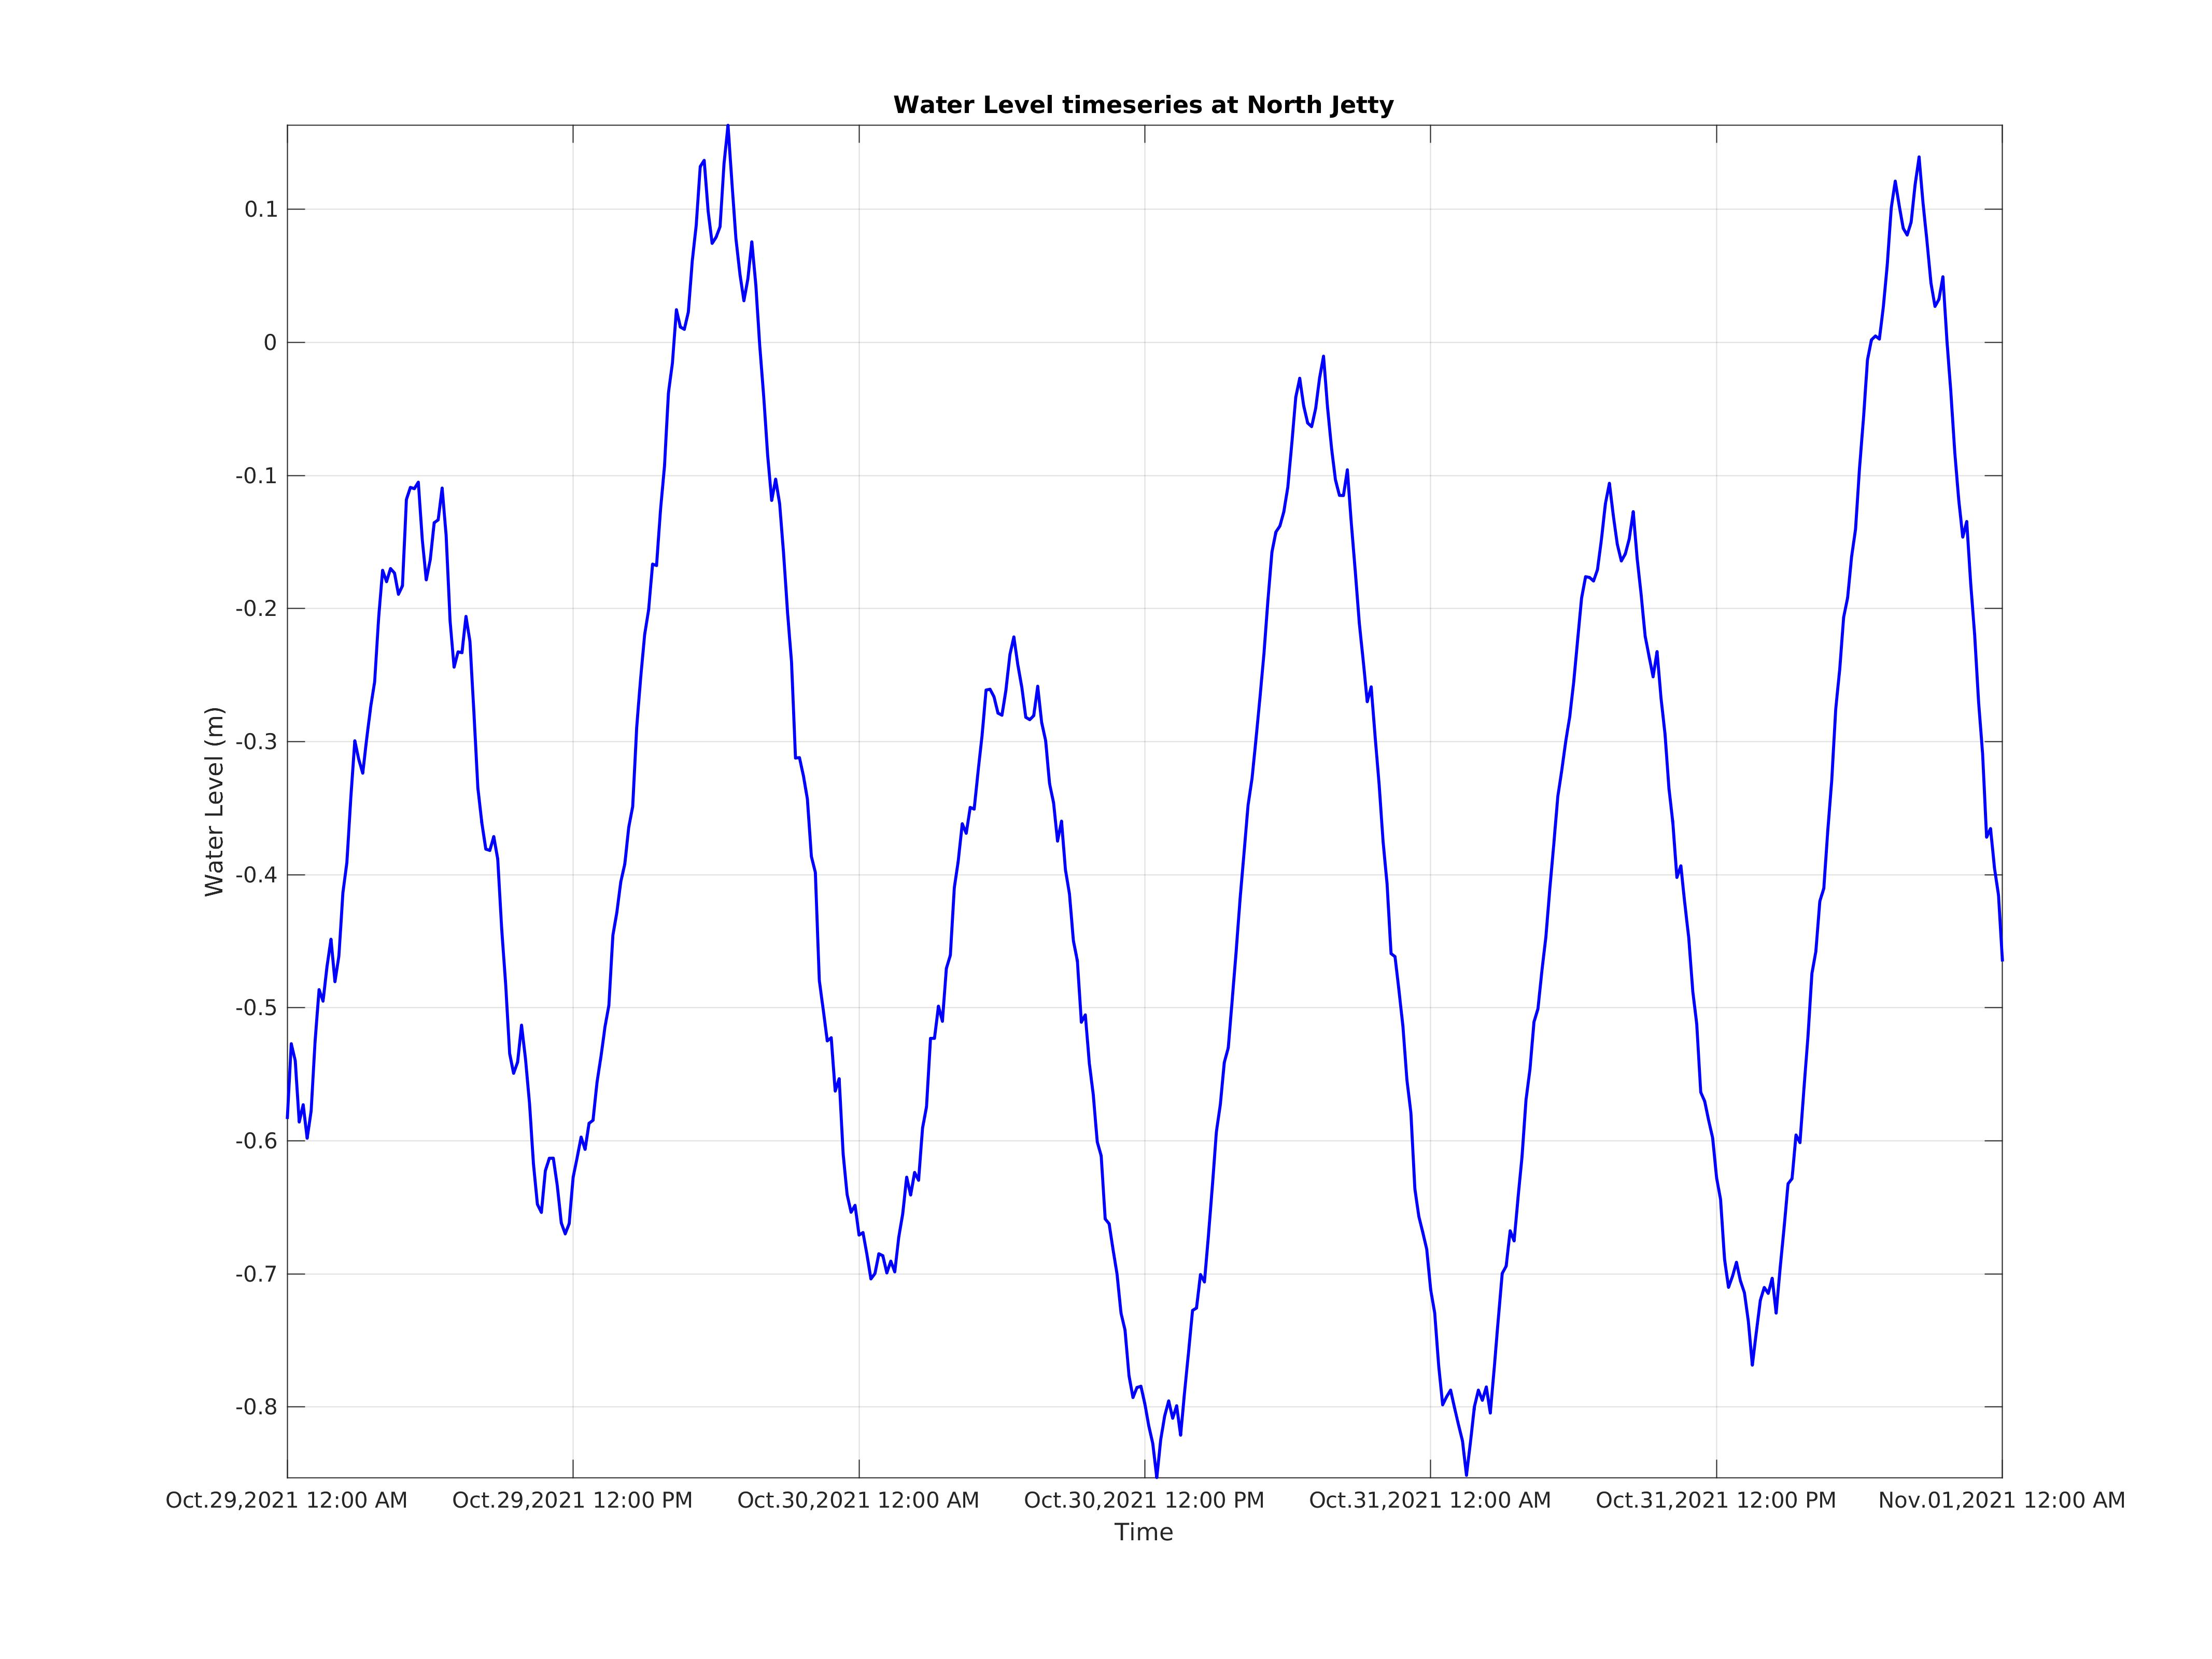 Water Level timeseries at North Jetty
0.1
0
-0.1
-0.2
-0.3
-0.4
-0.5
-0.6
-0.7
-0.8
Water Level (m)
Oct.29,2021 12:00 AM Oct.29,2021 12:00 PM Oct.30,2021 12:00 AM Oct.30,2021 12:00 PM Oct.31,2021 12:00 AM Oct.31,2021 12:00 PM Nov.01,2021 12:00 AM
Time